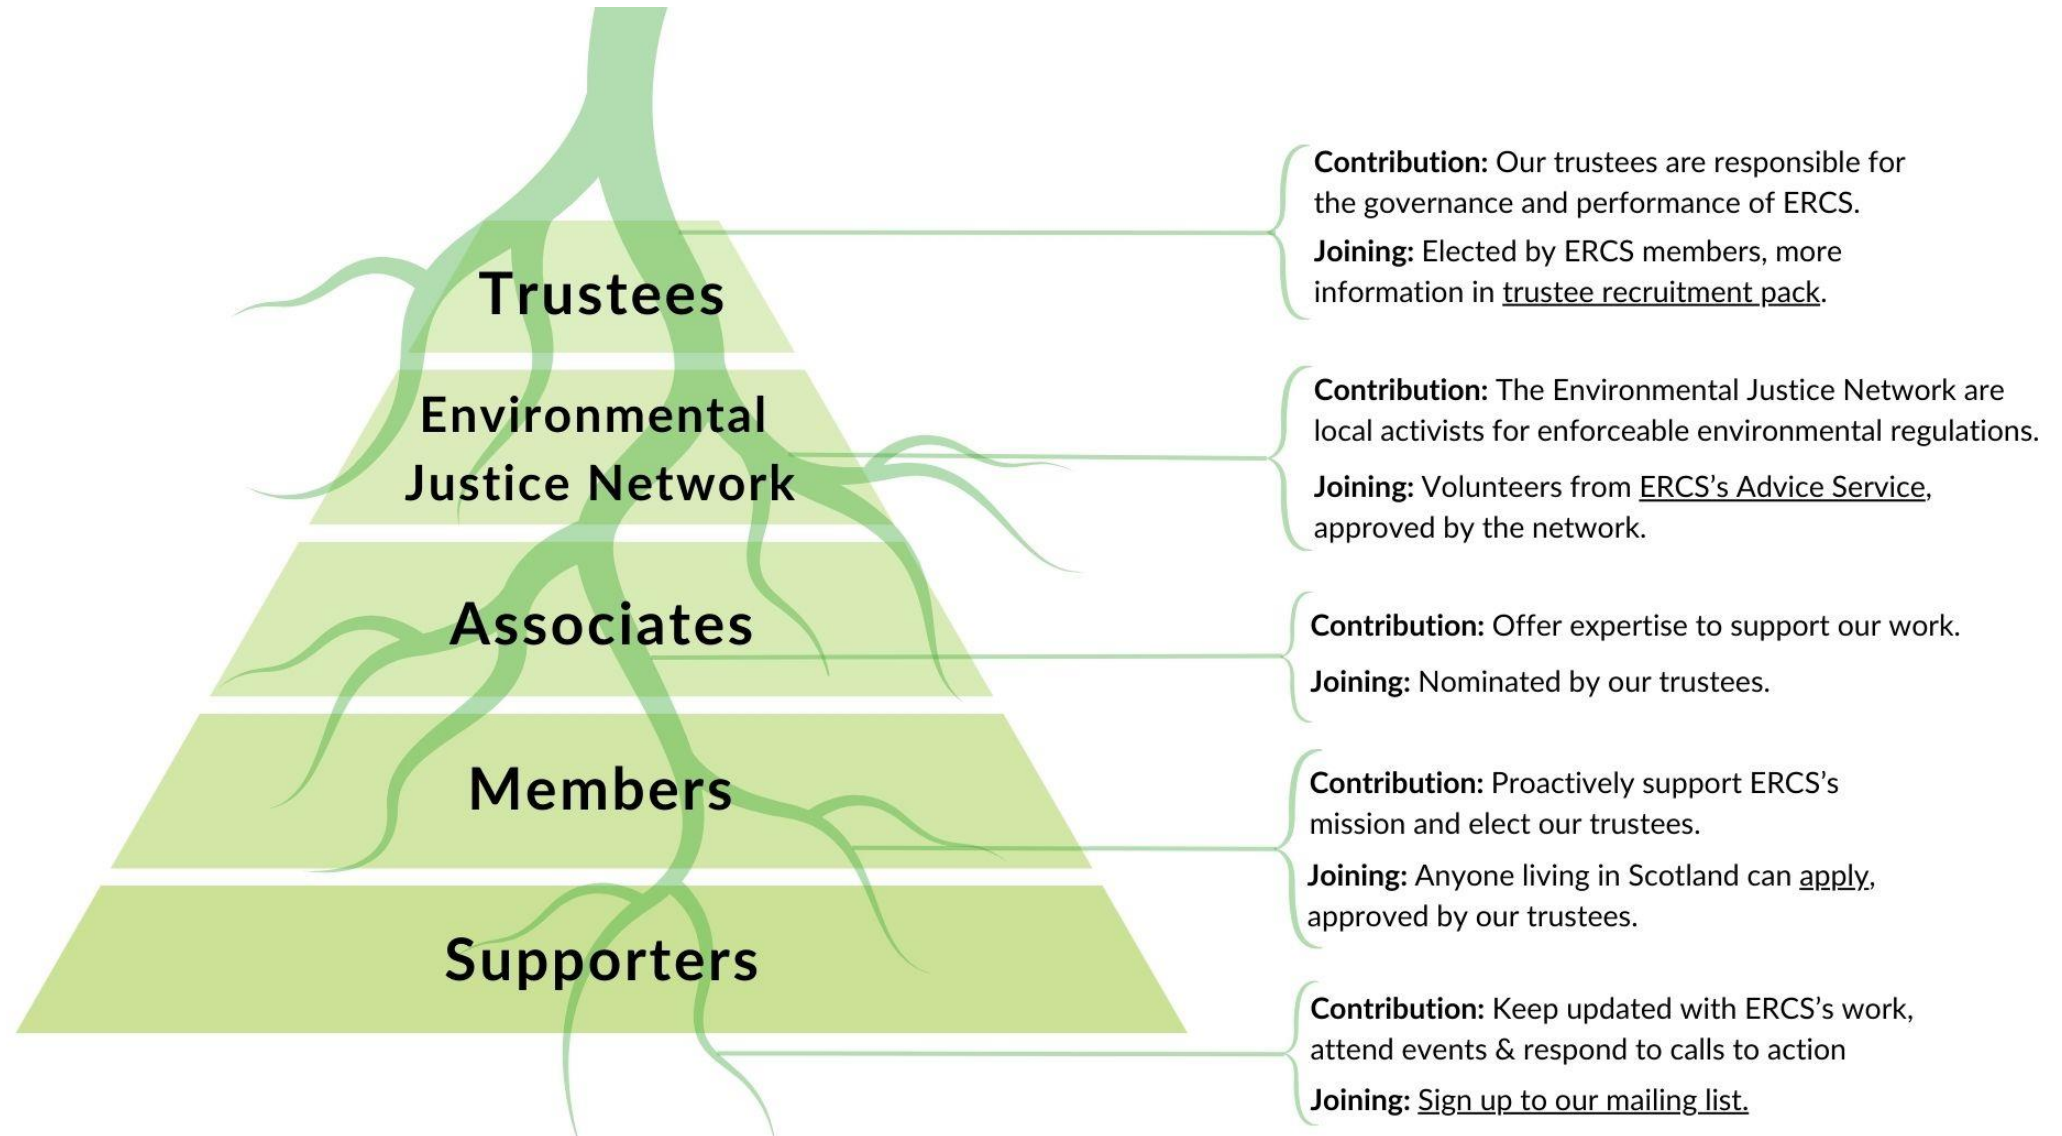 Trustees
Contribution: Our trustees are responsible for
the governance and performance of ERCS.
Joining: Elected by ERCS members, more
information in trustee recruitment pack.
Environmental
Justice Network
Contribution: The Environmental Justice Network are
local activists for enforceable environmental regulations.
Joining: Volunteers from ERCS’s Advice Service,
approved by the network.
Associates
Contribution: Offer expertise to support our work.
Joining: Nominated by our trustees.
Members
Contribution: Proactively support ERCS’s
mission and elect our trustees.
Joining: Anyone living in Scotland can apply,
approved by our trustees.
Supporters
Contribution: Keep updated with ERCS’s work,
attend events & respond to calls to action
Joining: Sign up to our mailing list.